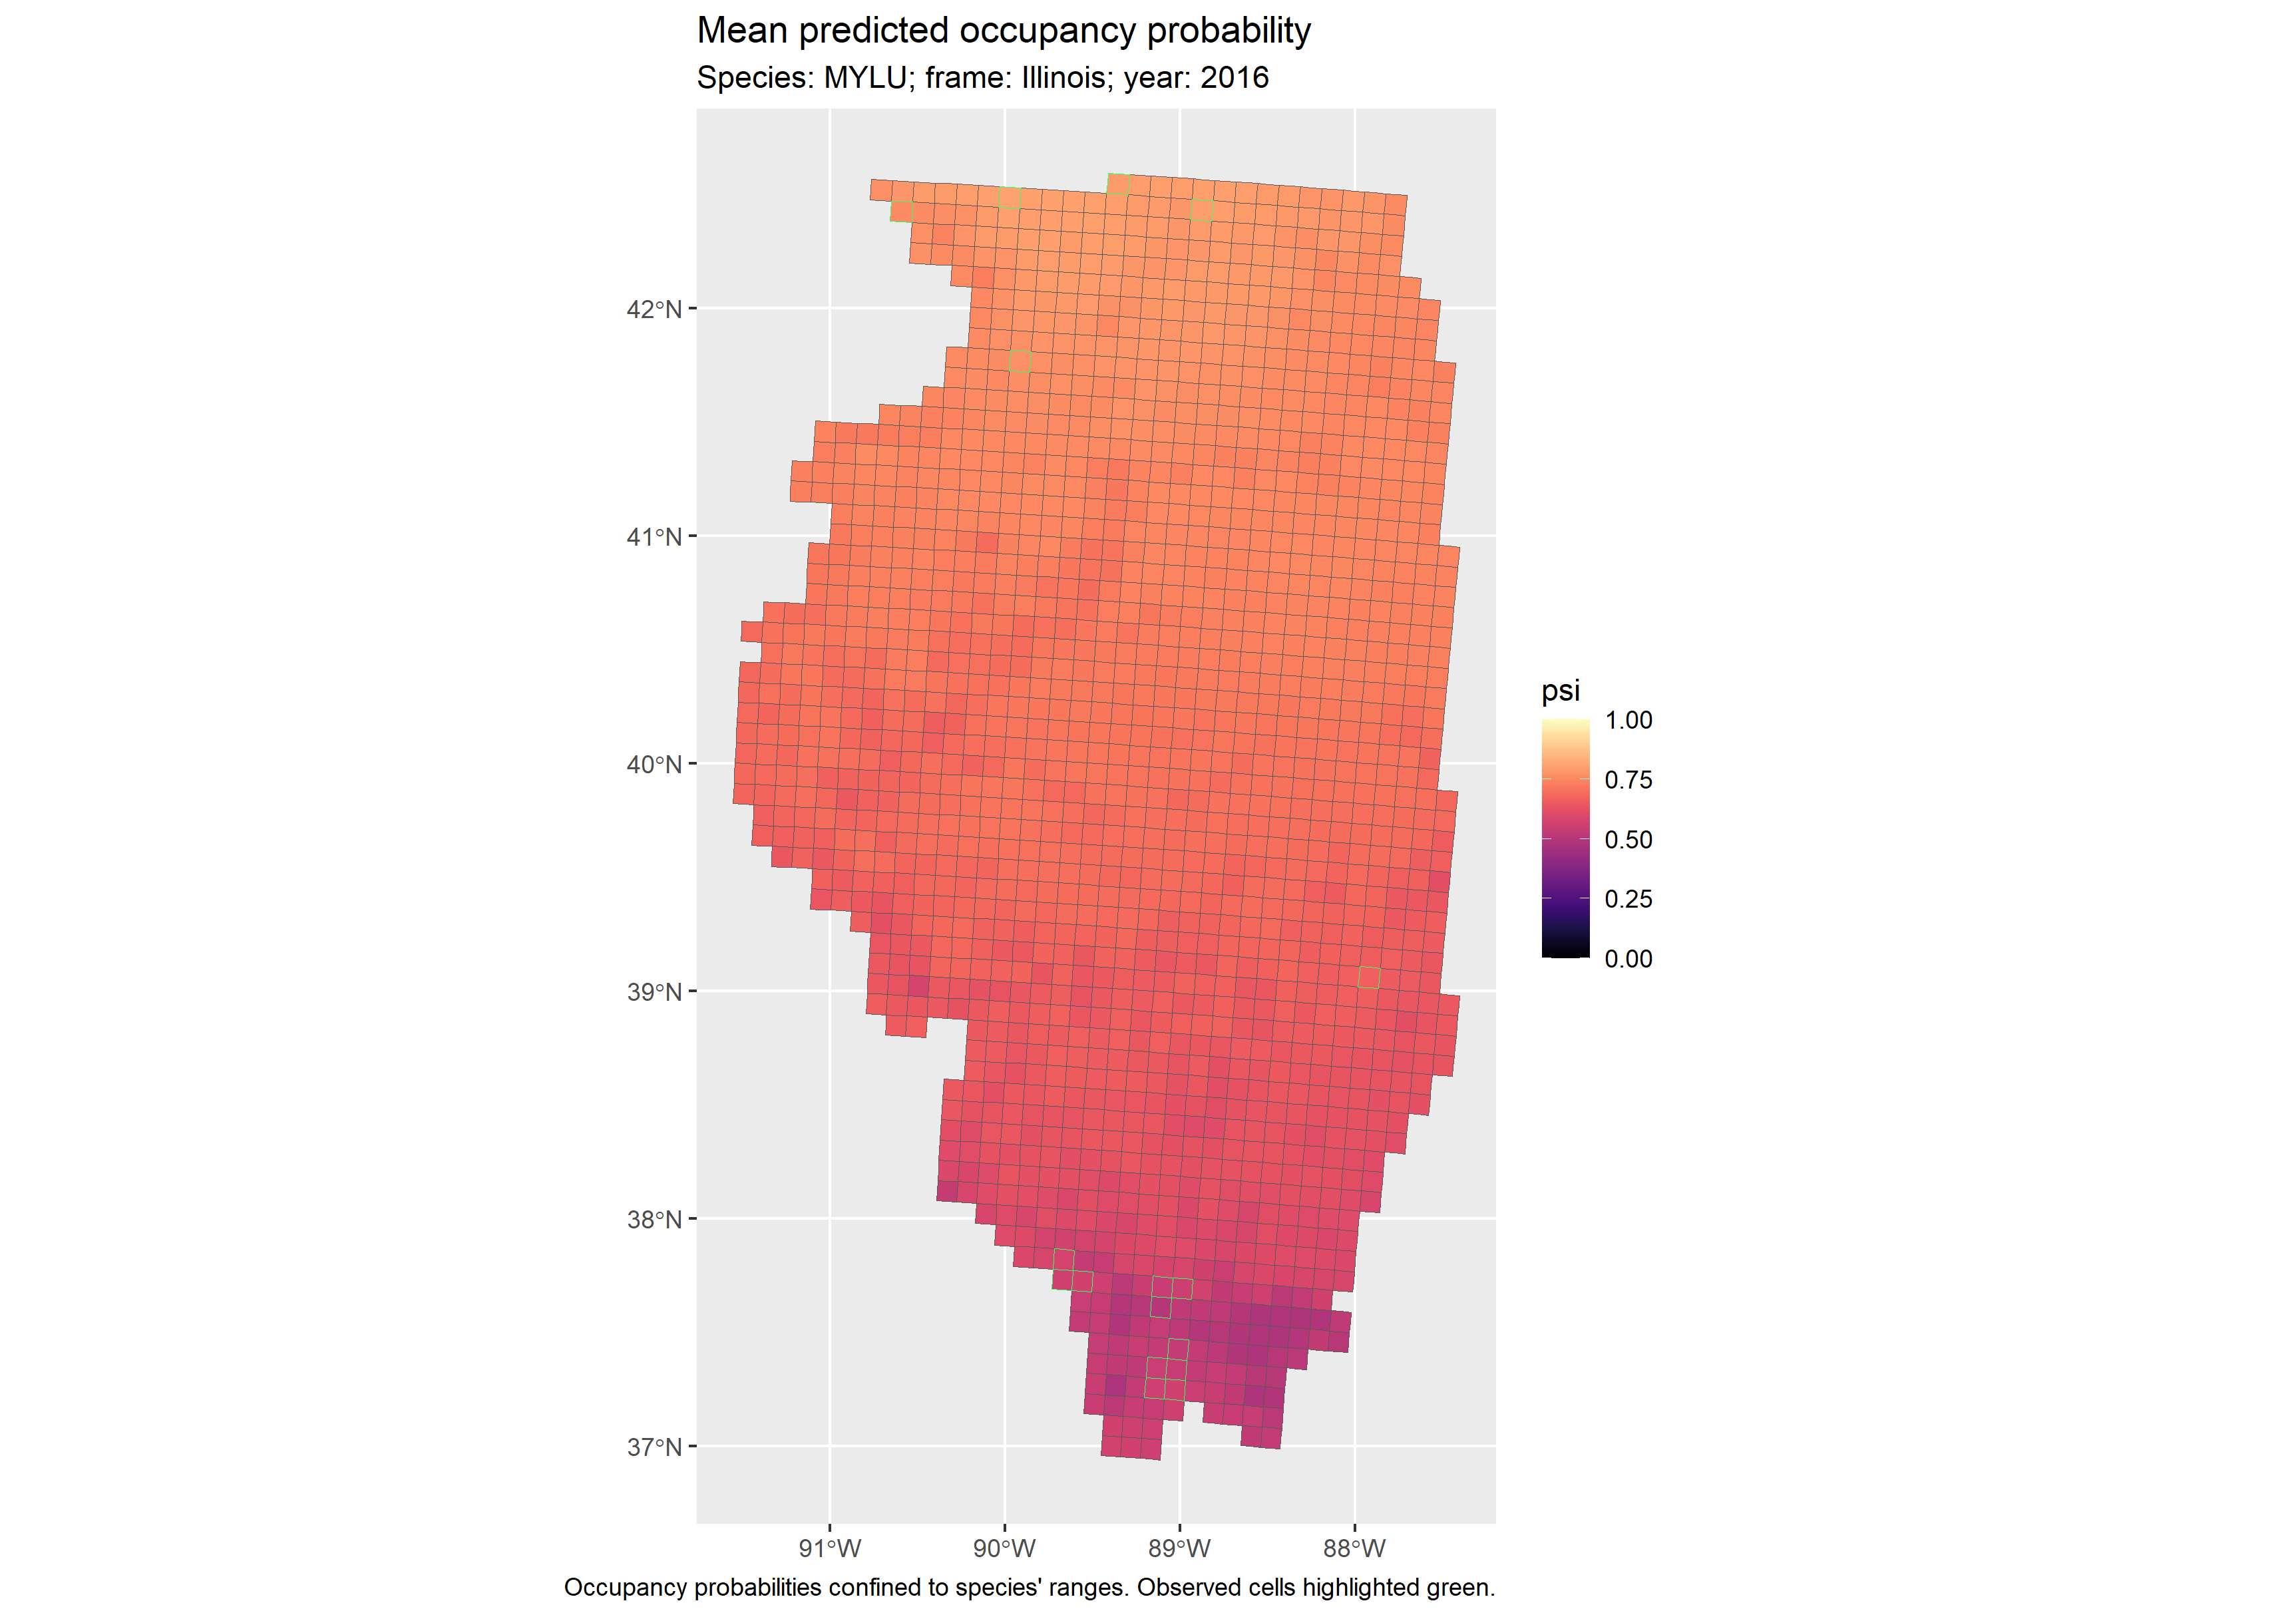 Mean predicted occupancy probability
Species: MYLU; frame: Illinois; year: 2016
42°N
41°N
40°N
39°N
38°N
37°N
91°W 90°W 89°W 88°W
psi
1.00
0.75
0.50
0.25
0.00
Occupancy probabilities confined to species' ranges. Observed cells highlighted green.